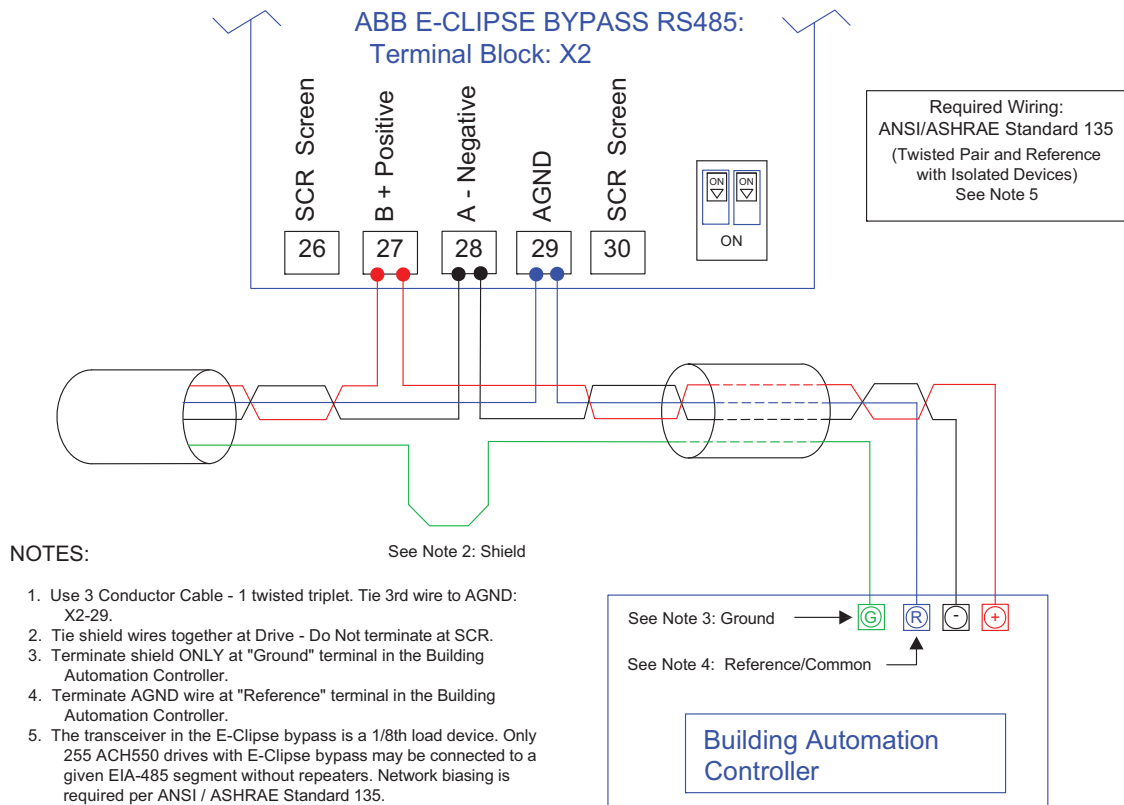 ABB E-CLIPSE BYPASS RS485:
Terminal Block: X2
SCR Screen
B + Positive
A - Negative
AGND
SCR Screen
26
27
28
29
30
ON
ON
ON
Required Wiring:
ANSI/ASHRAE Standard 135
(Twisted Pair and Reference
with Isolated Devices)
See Note 5
See Note 2: Shield
NOTES:
1. Use 3 Conductor Cable - 1 twisted triplet. Tie 3rd wire to AGND:
X2-29.
2. Tie shield wires together at Drive - Do Not terminate at SCR.
3. Terminate shield ONLY at "Ground" terminal in the Building
Automation Controller.
4. Terminate AGND wire at "Reference" terminal in the Building
Automation Controller.
5. The transceiver in the E-Clipse bypass is a 1/8th load device. Only
255 ACH550 drives with E-Clipse bypass may be connected to a
given EIA-485 segment without repeaters. Network biasing is
required per ANSI / ASHRAE Standard 135.
See Note 3: Ground
G
R
-
+
See Note 4: Reference/Common
Building Automation
Controller